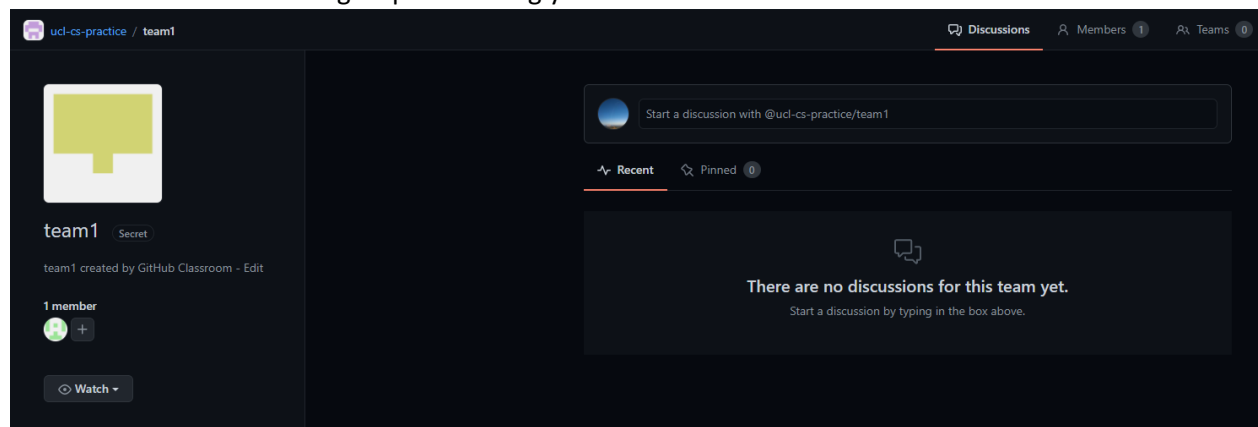 ucl-cs-practice / team1
Discussions
Members 1
Teams 0
Start a discussion with @ucl-cs-practice/team1
Recent
Pinned 0
team1 Secret
team1 created by GitHub Classroom - Edit
1 member
+
Watch
There are no discussions for this team yet.
Start a discussion by typing in the box above.